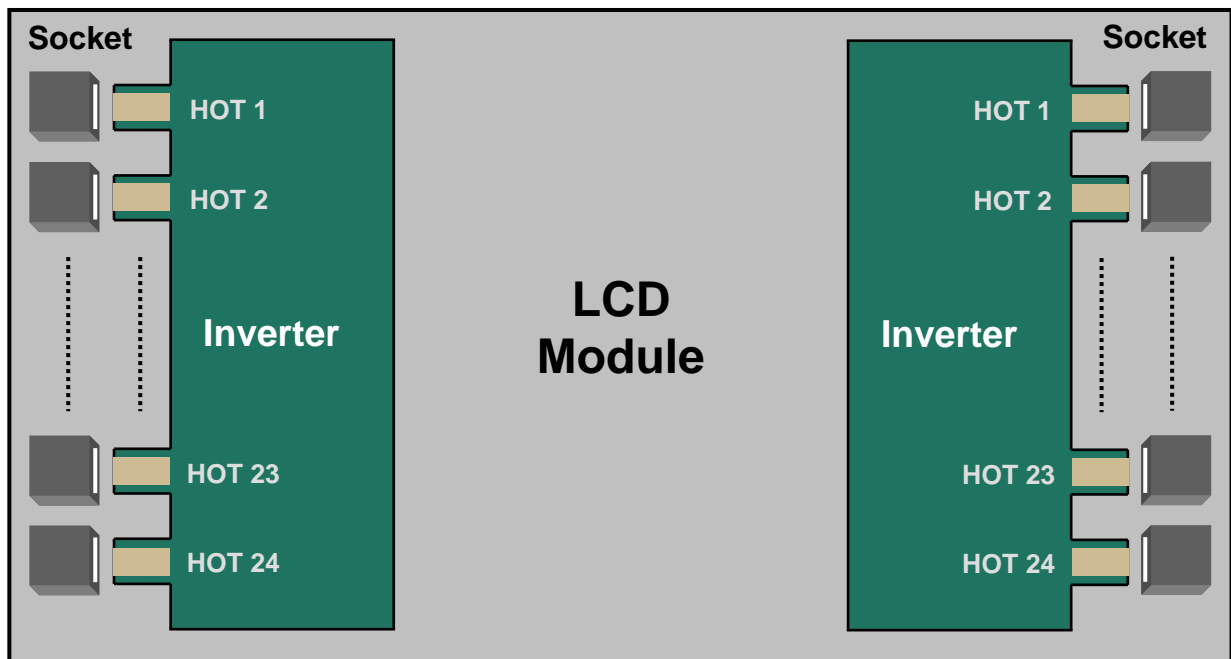 Socket
Socket
HOT 1
HOT 1
HOT 2
HOT 2
LCD
Module
Inverter
Inverter
HOT 23
HOT 23
HOT 24
HOT 24